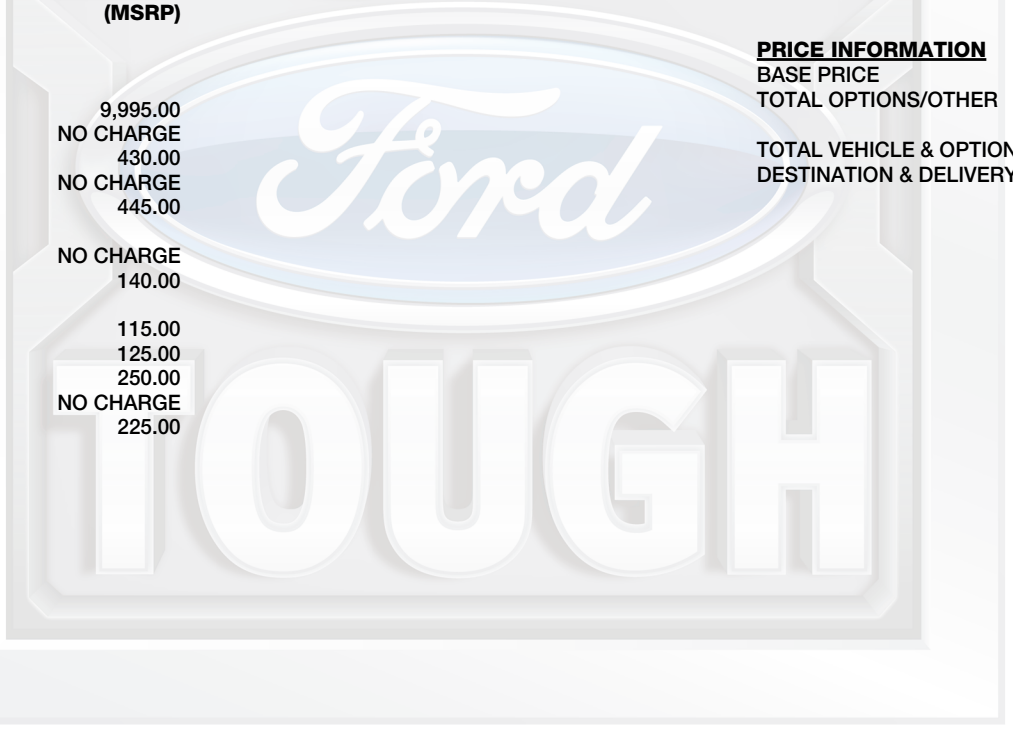 (MSRP)
9,995.00
NO CHARGE
430.00
NO CHARGE
445.00
NO CHARGE
140.00
115.00
125.00
250.00
NO CHARGE
225.00
PRICE INFORMATION
BASE PRICE
TOTAL OPTIONS/OTHER
TOTAL VEHICLE & OPTION
DESTINATION & DELIVERY
Ford
TOUGH